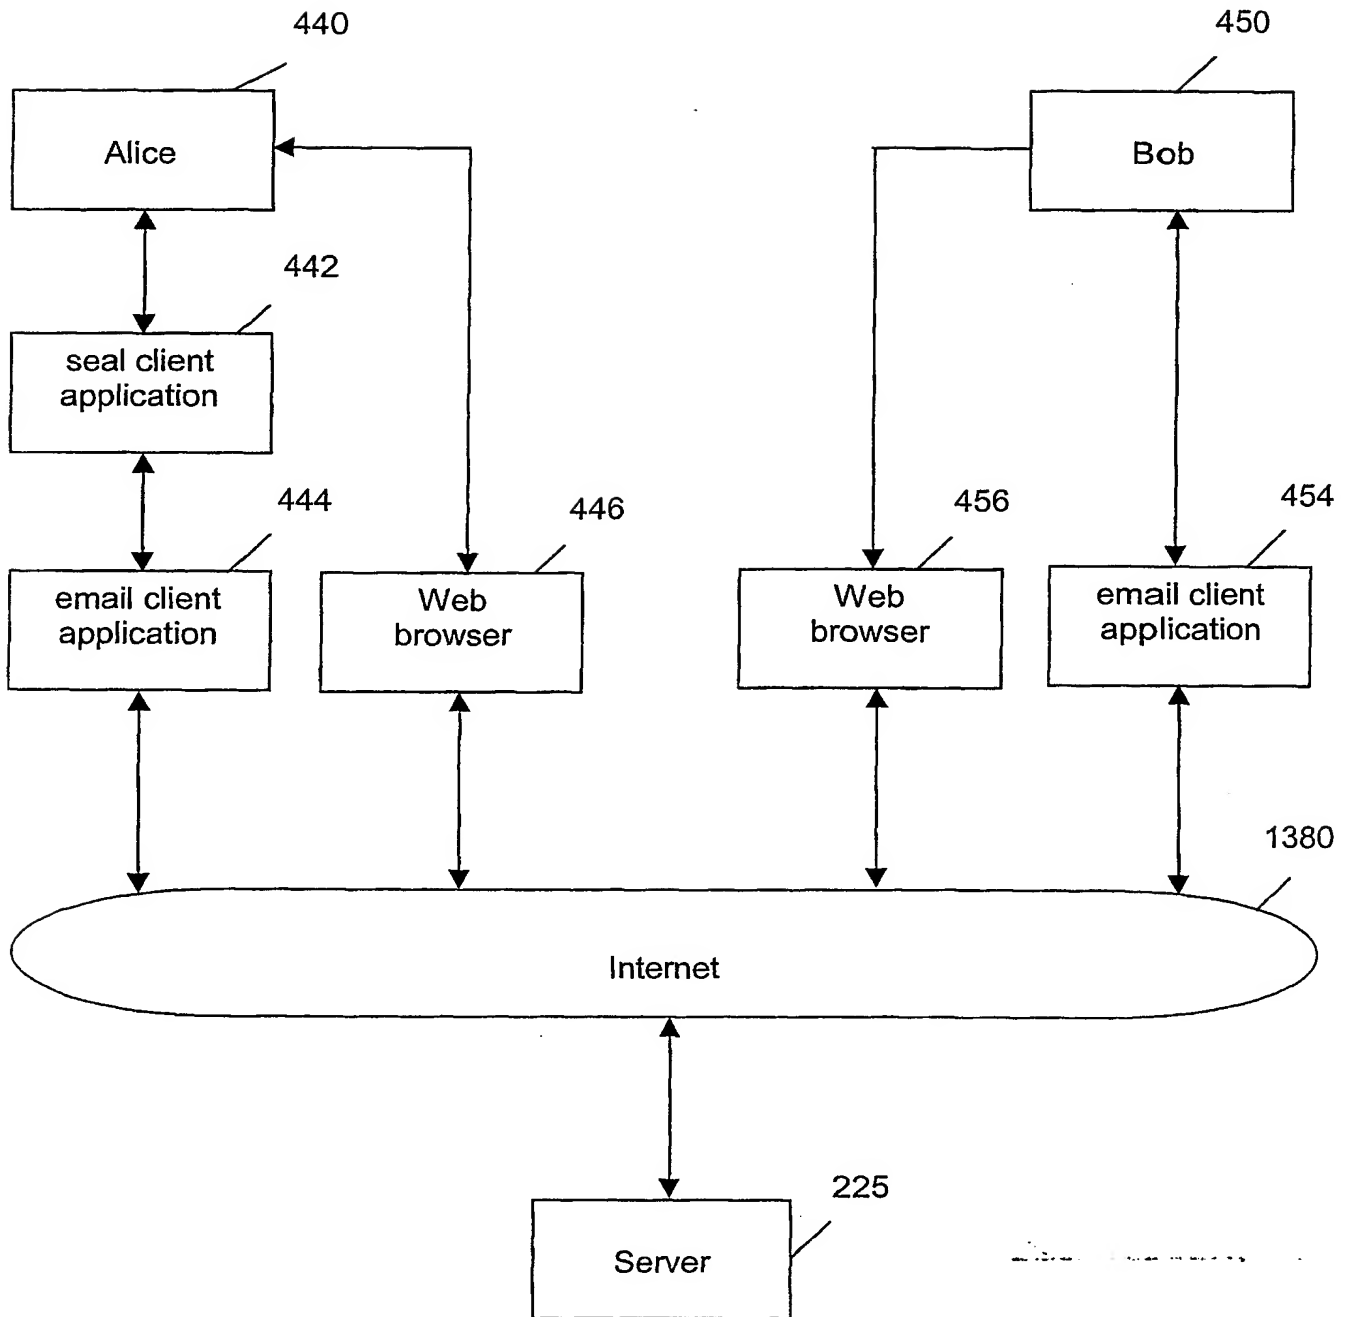 440
450
Alice
Bob
442
seal client
application
444
446
456
454
email client
application
Web
browser
Web
browser
email client
application
1380
Internet
225
Server